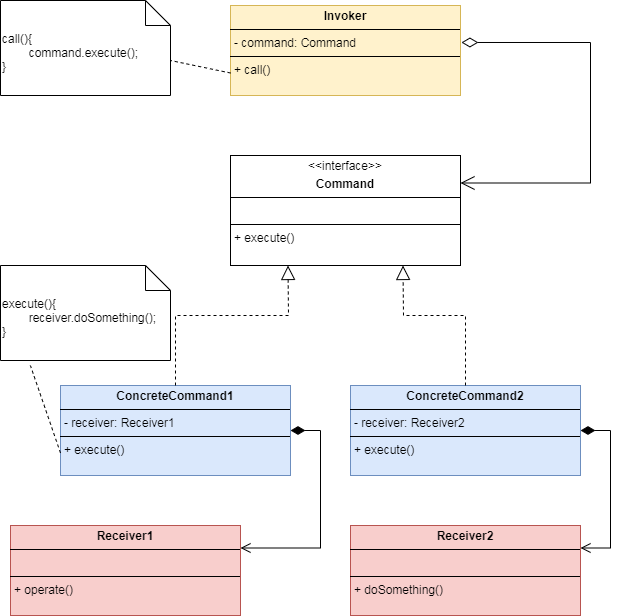 call(){
command.execute();
}
Invoker
- command: Command
+ call()
<<interface>>
Command
+ execute()
execute(){
receiver.doSomething();
}
ConcreteCommand1
- receiver: Receiver1
+ execute()
ConcreteCommand2
- receiver: Receiver2
+ execute()
Receiver1
+ operate()
Receiver2
+ doSomething()